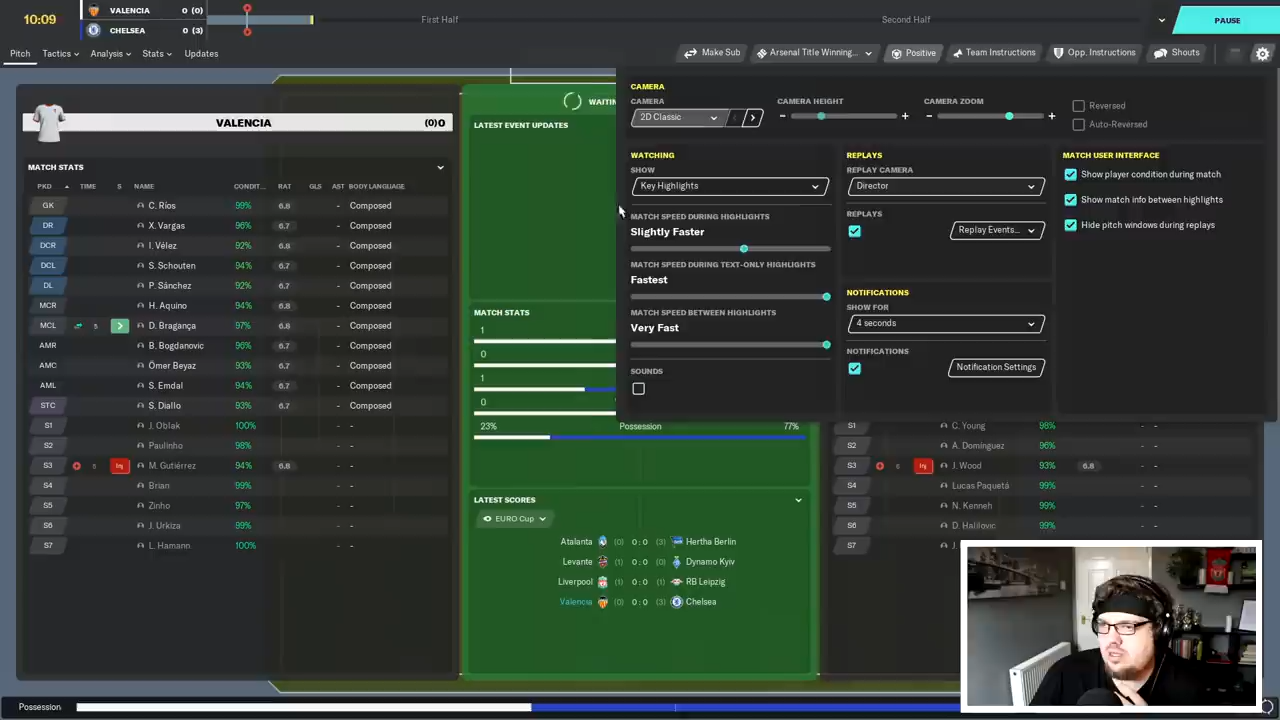 10:09
VALENCIA 0 (0)
CHELSEA 0 (3)
First Half
Second Half
PAUSE
Pitch Tactics Analysis Stats Updates
Make Sub Arsenal Title Winning... Positive Team Instructions Opp. Instructions Shouts
VALENCIA (0)0
MATCH STATS
PKD TIME S NAME CONDIT... RAT GLS AST BODY LANGUAGE
GK C. Ríos 99% 6.8 - Composed
DR X. Vargas 96% 6.7 - Composed
DCR I. Vélez 92% 6.8 - Composed
DCL S. Schouten 94% 6.7 - Composed
DL P. Sánchez 92% 6.7 - Composed
MCR H. Aquino 94% 6.8 - Composed
MCL 5 D. Bragança 97% 6.8 - Composed
AMR B. Bogdanovic 96% 6.7 - Composed
AMC Ömer Beyaz 93% 6.7 - Composed
AML S. Emdal 94% 6.7 - Composed
STC S. Diallo 93% 6.7 - Composed
S1 J. Oblak 100% - -
S2 Paulinho 98% - -
S3 5 Inj M. Gutiérrez 94% 6.8 - -
S4 Brian 99% - -
S5 Zinho 97% - -
S6 J. Urkiza 99% - -
S7 L. Hamann 100% - -
WAITIN
LATEST EVENT UPDATES
MATCH STATS
1
0
1
0
23% Possession 77%
LATEST SCORES
EURO Cup
Atalanta (0) 0:0 (3) Hertha Berlin
Levante (1) 0:0 (0) Dynamo Kyiv
Liverpool (1) 0:0 (1) RB Leipzig
Valencia (0) 0:0 (3) Chelsea
CAMERA
CAMERA
2D Classic
CAMERA HEIGHT
CAMERA ZOOM
Reversed
Auto-Reversed
WATCHING
SHOW
Key Highlights
MATCH SPEED DURING HIGHLIGHTS
Slightly Faster
MATCH SPEED DURING TEXT-ONLY HIGHLIGHTS
Fastest
MATCH SPEED BETWEEN HIGHLIGHTS
Very Fast
SOUNDS
REPLAYS
REPLAY CAMERA
Director
REPLAYS
Replay Events...
NOTIFICATIONS
SHOW FOR
4 seconds
NOTIFICATIONS
Notification Settings
MATCH USER INTERFACE
Show player condition during match
Show match info between highlights
Hide pitch windows during replays
S1 C. Young 98% - -
S2 A. Domínguez 96% - -
S3 6 Inj J. Wood 93% 6.8 - -
S4 Lucas Paquetá 99% - -
S5 N. Kenneh 99% - -
S6 D. Halilovic 99% - -
S7 J.
Possession